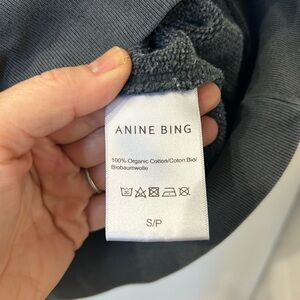 ANINE BING
100% Organic Cotton/Coton Bio/
Biobaumwolle
S/P